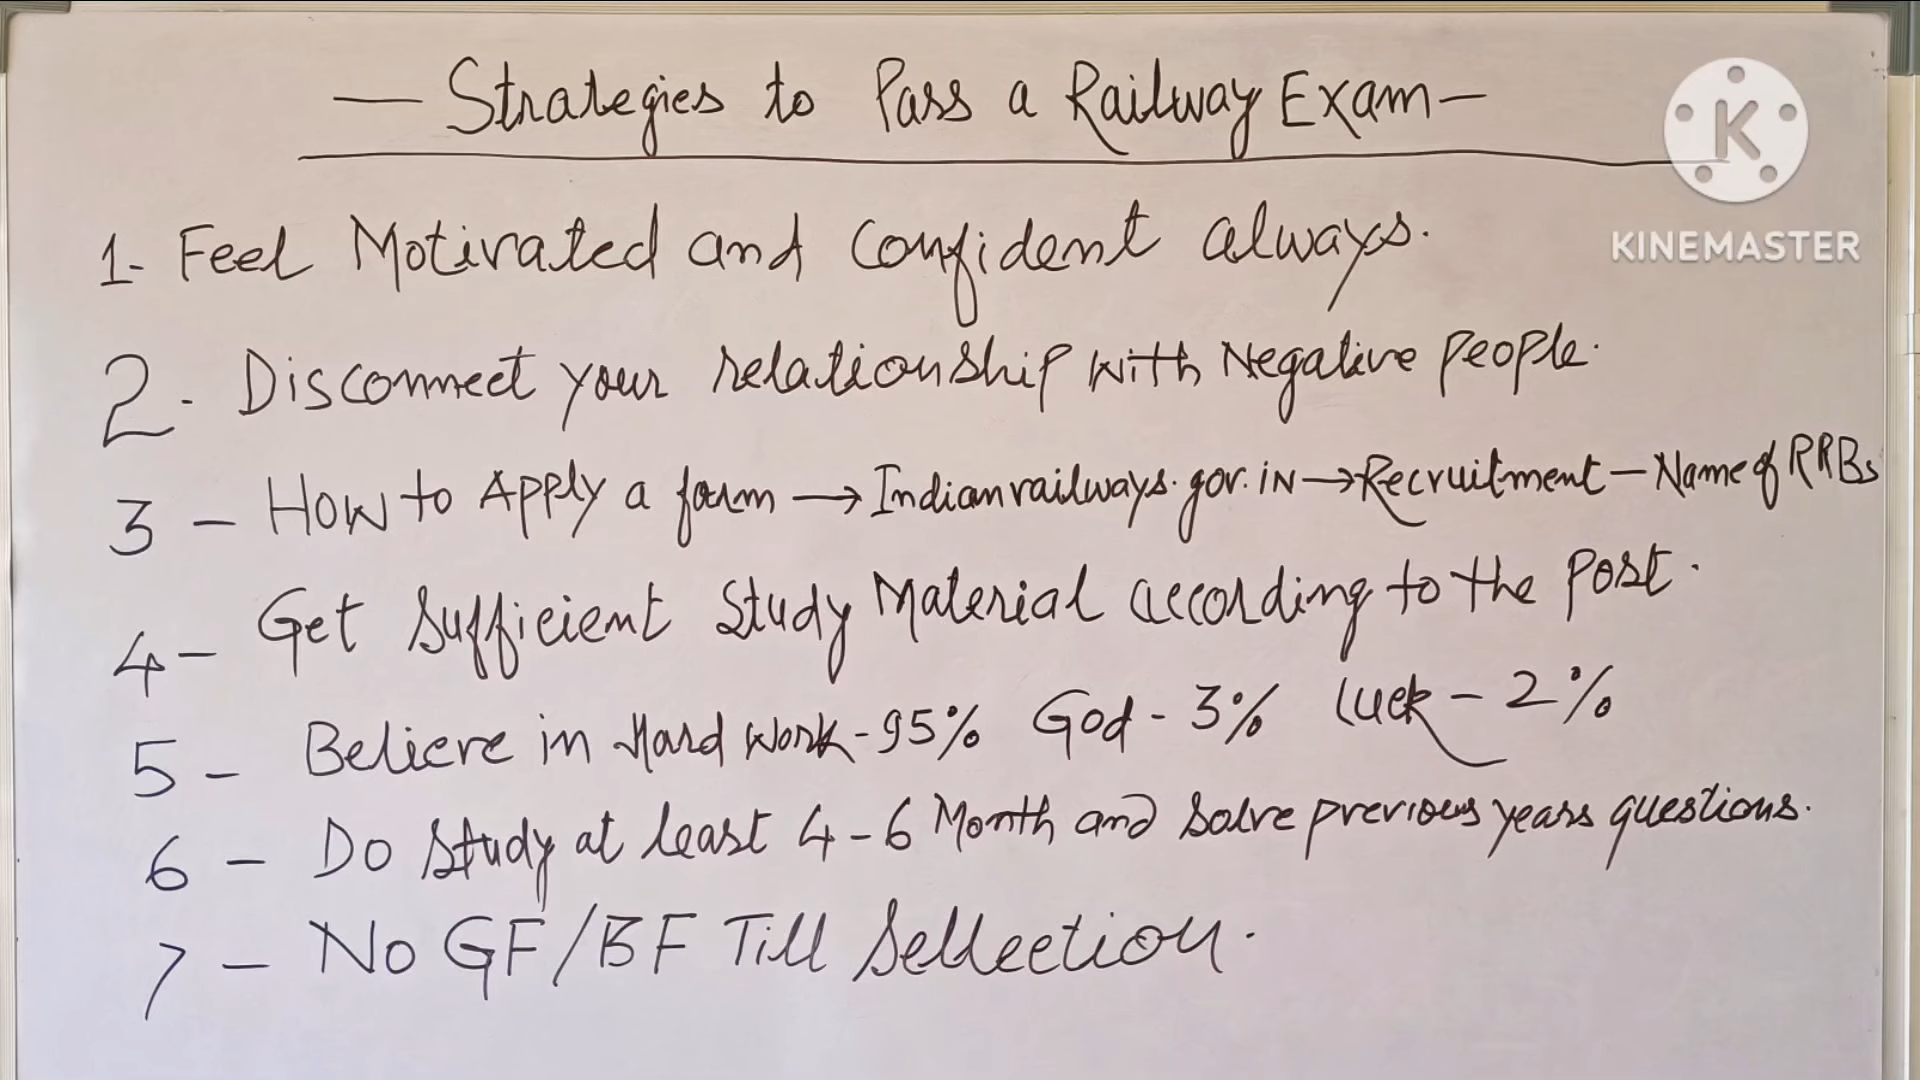 — Strategies to Pass a Railway Exam —
KINEMASTER
1- Feel Motivated and Confident always.
2- Disconnect your relationship with Negative People.
3 - How to Apply a form → Indianrailways.gov.in → Recruitment - Name of RRBs
4 - Get Sufficient Study Material according to the Post.
5 - Believe in Hard Work - 95% God - 3% Luck - 2%
6 - Do Study at least 4-6 Month and Solve previous years questions.
7 - No GF/BF Till Sellection.